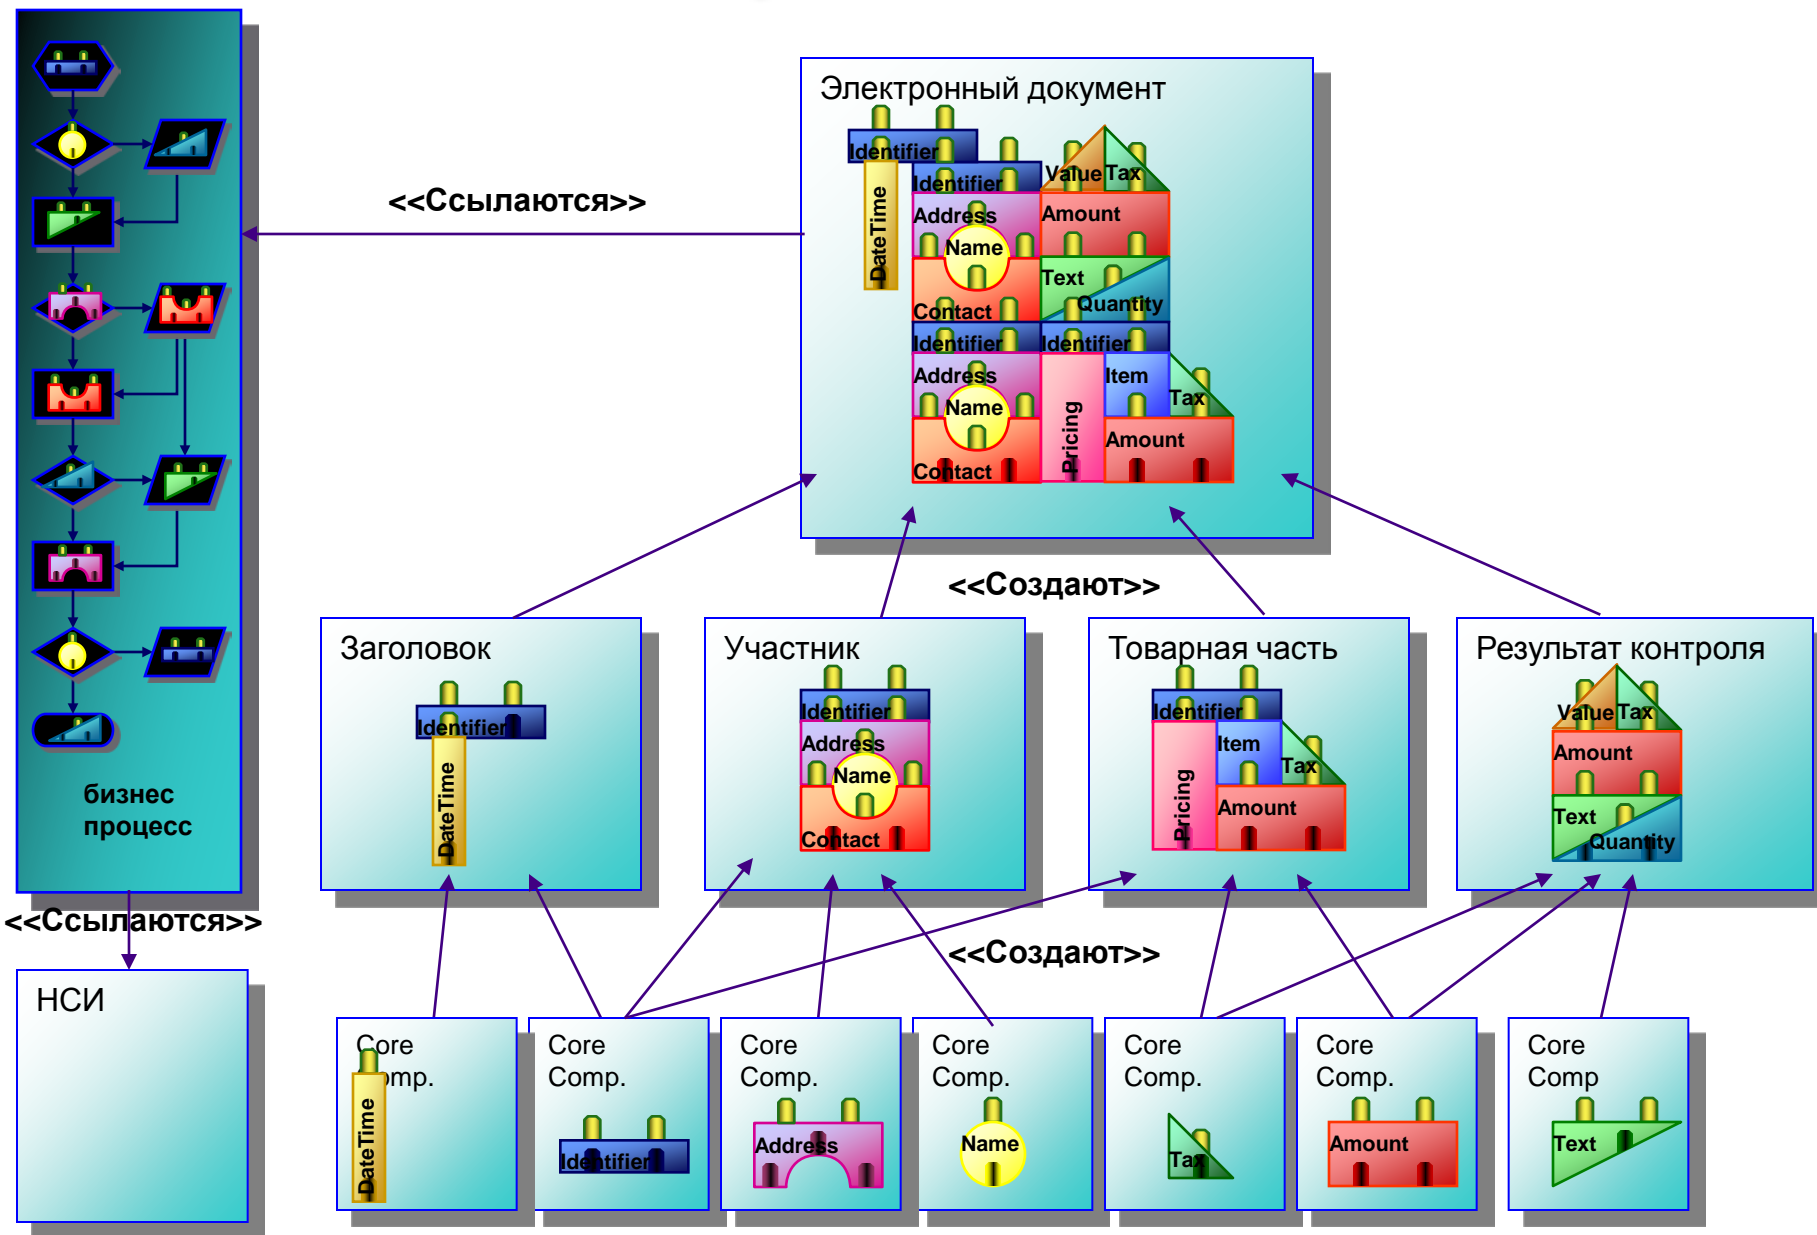 Электронный документ
Identifier
Identifier
DateTime
Address
Name
Contact
Value
Tax
Amount
Text
Quantity
Identifier
Identifier
Address
Name
Contact
Pricing
Item
Tax
Amount
<<Ссылаются>>
<<Создают>>
Заголовок
Identifier
DateTime
Участник
Identifier
Address
Name
Contact
Товарная часть
Identifier
Pricing
Item
Tax
Amount
Результат контроля
Value
Tax
Amount
Text
Quantity
бизнес
процесс
<<Ссылаются>>
<<Создают>>
НСИ
Core
Comp.
DateTime
Core
Comp.
Identifier
Core
Comp.
Address
Core
Comp.
Name
Core
Comp.
Tax
Core
Comp.
Amount
Core
Comp
Text